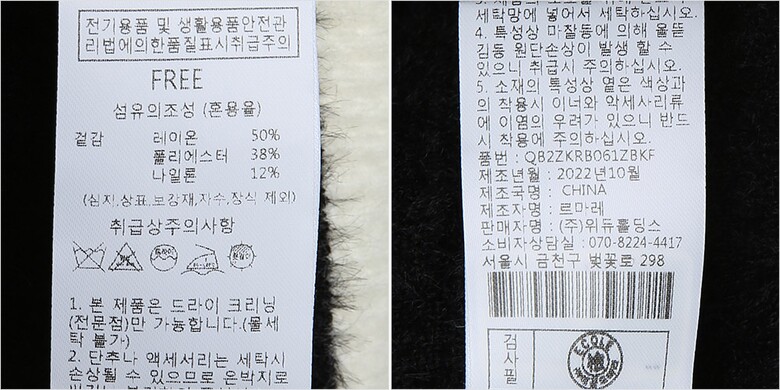 전기용품 및 생활용품안전관
리법에의한품질표시취급주의
FREE
섬유의조성 (혼용율)
겉감 레이온 50%
폴리에스터 38%
나일론 12%
(심지,상표,보강재,자수,장식 제외)
취급상주의사항
1. 본 제품은 드라이 크리닝
(전문점)만 가능합니다.(물세
탁 불가)
2. 단추나 액세서리는 세탁시
손상될 수 있으므로 은박지로
세탁망에 넣어서 세탁하십시오.
4. 특성상 마찰등에 의해 올뜯
김등 원단손상이 발생 할 수
있으니 취급시 주의하십시오.
5. 소재의 특성상 옅은 색상과
의 착용시 이너와 악세사리류
에 이염의 우려가 있으니 반드
시 착용에 주의하십시오.
품번 : QB2ZKRB061ZBKF
제조년월 : 2022년10월
제조국명 : CHINA
제조자명 : 르마레
판매자명 : (주)위듀홀딩스
소비자상담실 : 070-8224-4417
서울시 금천구 벚꽃로 298
검사필
ECOLE